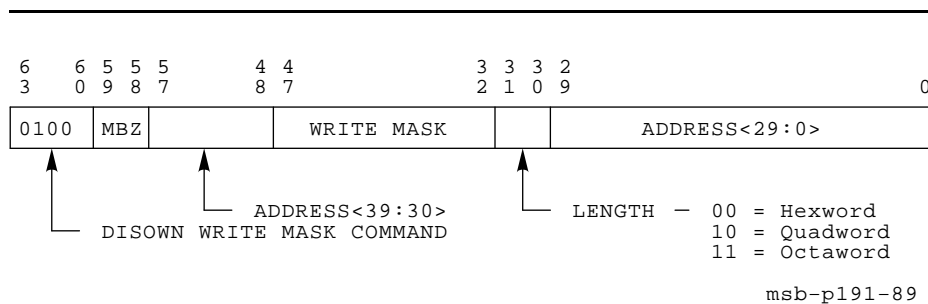 6 6 5 5 5 4 4 3 3 3 2
3 0 9 8 7 8 7 2 1 0 9 0
0100 MBZ WRITE MASK ADDRESS<29:0>
ADDRESS<39:30> LENGTH – 00 = Hexword
DISOWN WRITE MASK COMMAND 10 = Quadword
11 = Octaword
msb-p191-89